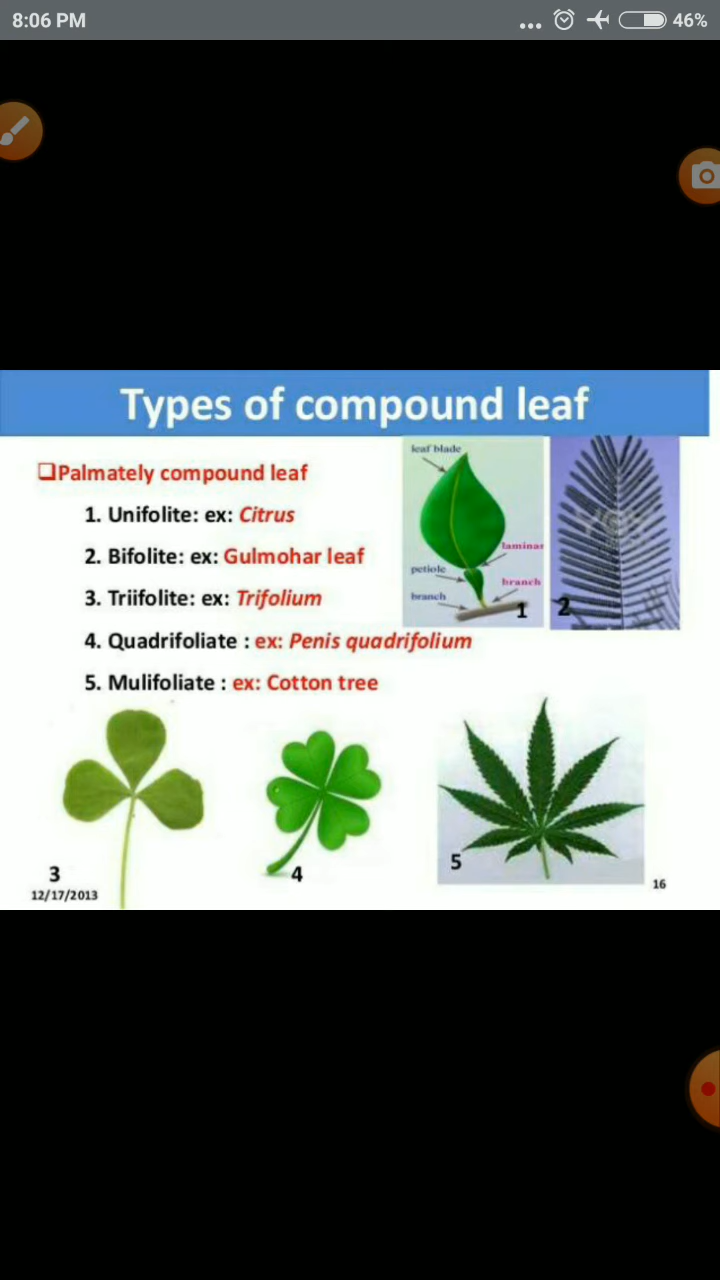 8:06 PM
46%
Types of compound leaf
Palmately compound leaf
1. Unifolite: ex: Citrus
2. Bifolite: ex: Gulmohar leaf
3. Triifolite: ex: Trifolium
4. Quadrifoliate : ex: Penis quadrifolium
5. Mulifoliate : ex: Cotton tree
leaf blade
laminar
petiole
branch
branch
1
2
3
4
5
12/17/2013
16